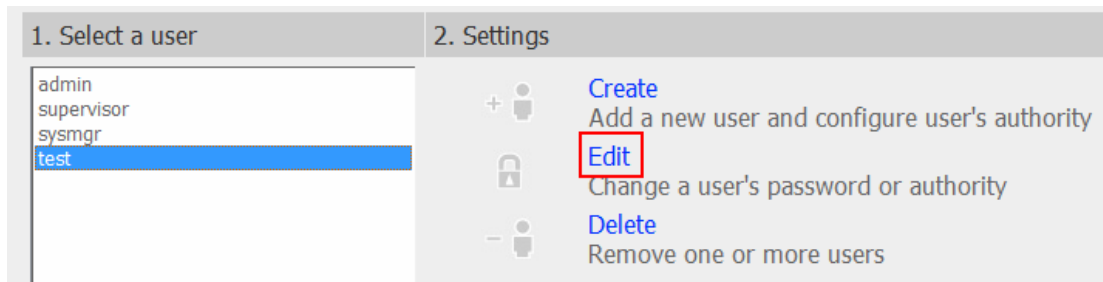 1. Select a user
2. Settings
admin
supervisor
sysmgr
test
Create
Add a new user and configure user's authority
Edit
Change a user's password or authority
Delete
Remove one or more users